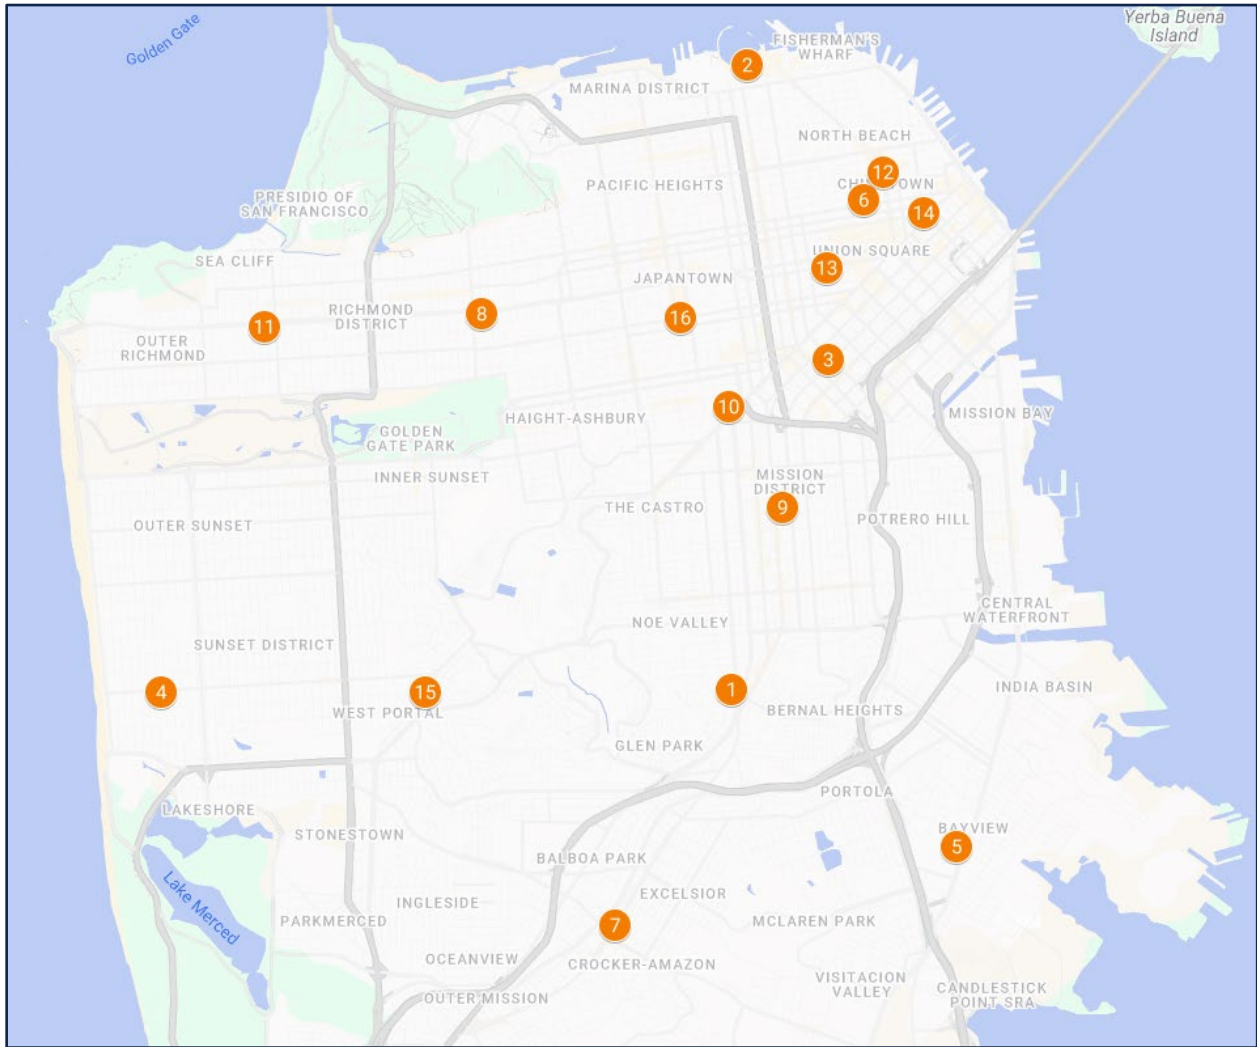 Golden Gate
Yerba Buena
Island
FISHERMAN'S
WHARF
2
MARINA DISTRICT
NORTH BEACH
12
PACIFIC HEIGHTS
6
14
PRESIDIO OF
SAN FRANCISCO
UNION SQUARE
SEA CLIFF
13
JAPANTOWN
RICHMOND
DISTRICT
8
16
11
OUTER
RICHMOND
3
10
MISSION BAY
HAIGHT-ASHBURY
GOLDEN
GATE PARK
INNER SUNSET
MISSION
DISTRICT
THE CASTRO
9
OUTER SUNSET
POTRERO HILL
CENTRAL
WATERFRONT
NOE VALLEY
SUNSET DISTRICT
4
15
1
INDIA BASIN
WEST PORTAL
BERNAL HEIGHTS
GLEN PARK
PORTOLA
LAKESHORE
STONESTOWN
BAYVIEW
5
BALBOA PARK
EXCELSIOR
INGLESIDE
Lake Merced
PARKMERCED
7
MCLAREN PARK
OCEANVIEW
CROCKER-AMAZON
VISITACION
VALLEY
CANDLESTICK
POINT SRA
OUTER MISSION